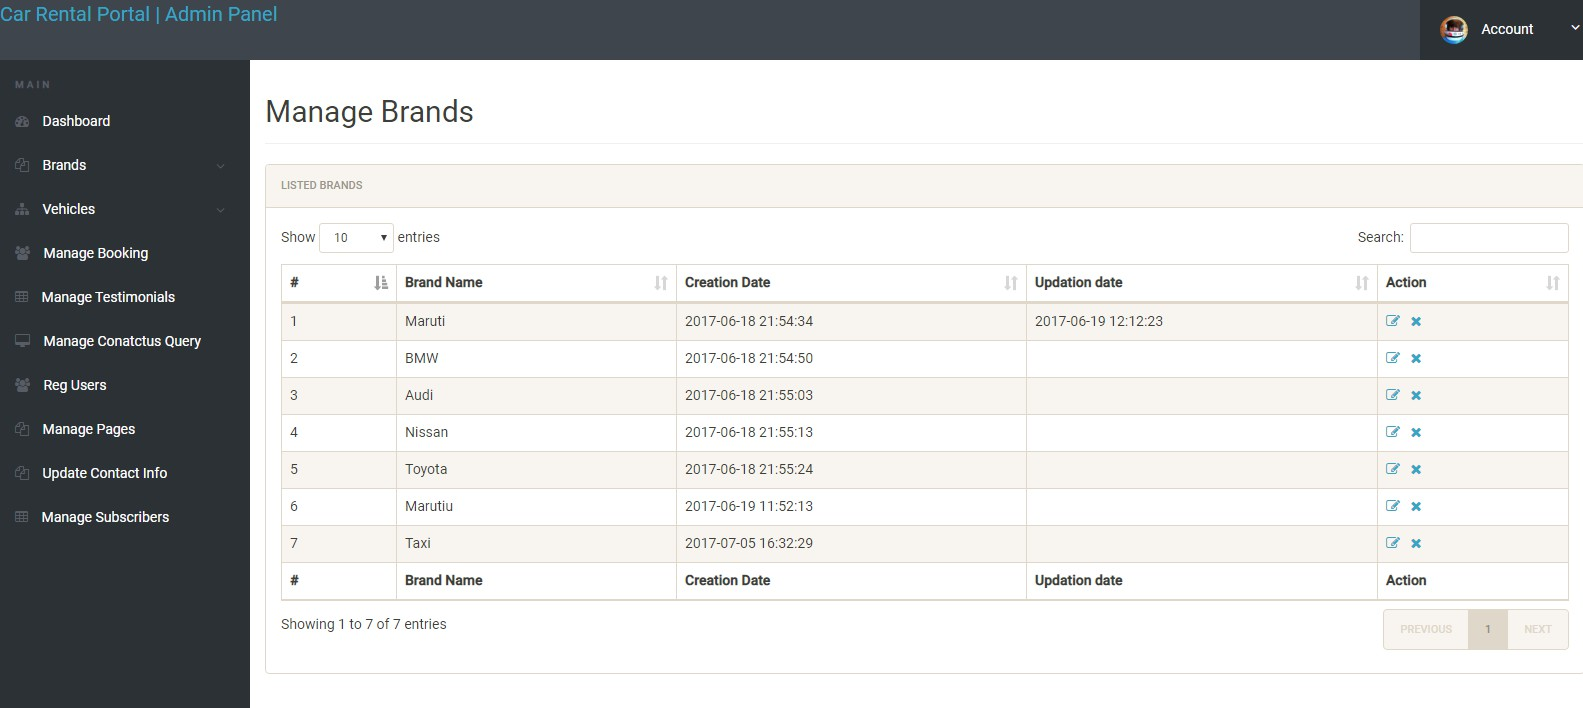 Car Rental Portal | Admin Panel
Account
MAIN
Dashboard
Brands
Vehicles
Manage Booking
Manage Testimonials
Manage Conatctus Query
Reg Users
Manage Pages
Update Contact Info
Manage Subscribers
Manage Brands
LISTED BRANDS
Show 10 entries Search:
# Brand Name Creation Date Updation date Action
1 Maruti 2017-06-18 21:54:34 2017-06-19 12:12:23
2 BMW 2017-06-18 21:54:50
3 Audi 2017-06-18 21:55:03
4 Nissan 2017-06-18 21:55:13
5 Toyota 2017-06-18 21:55:24
6 Marutiu 2017-06-19 11:52:13
7 Taxi 2017-07-05 16:32:29
# Brand Name Creation Date Updation date Action
Showing 1 to 7 of 7 entries
PREVIOUS 1 NEXT